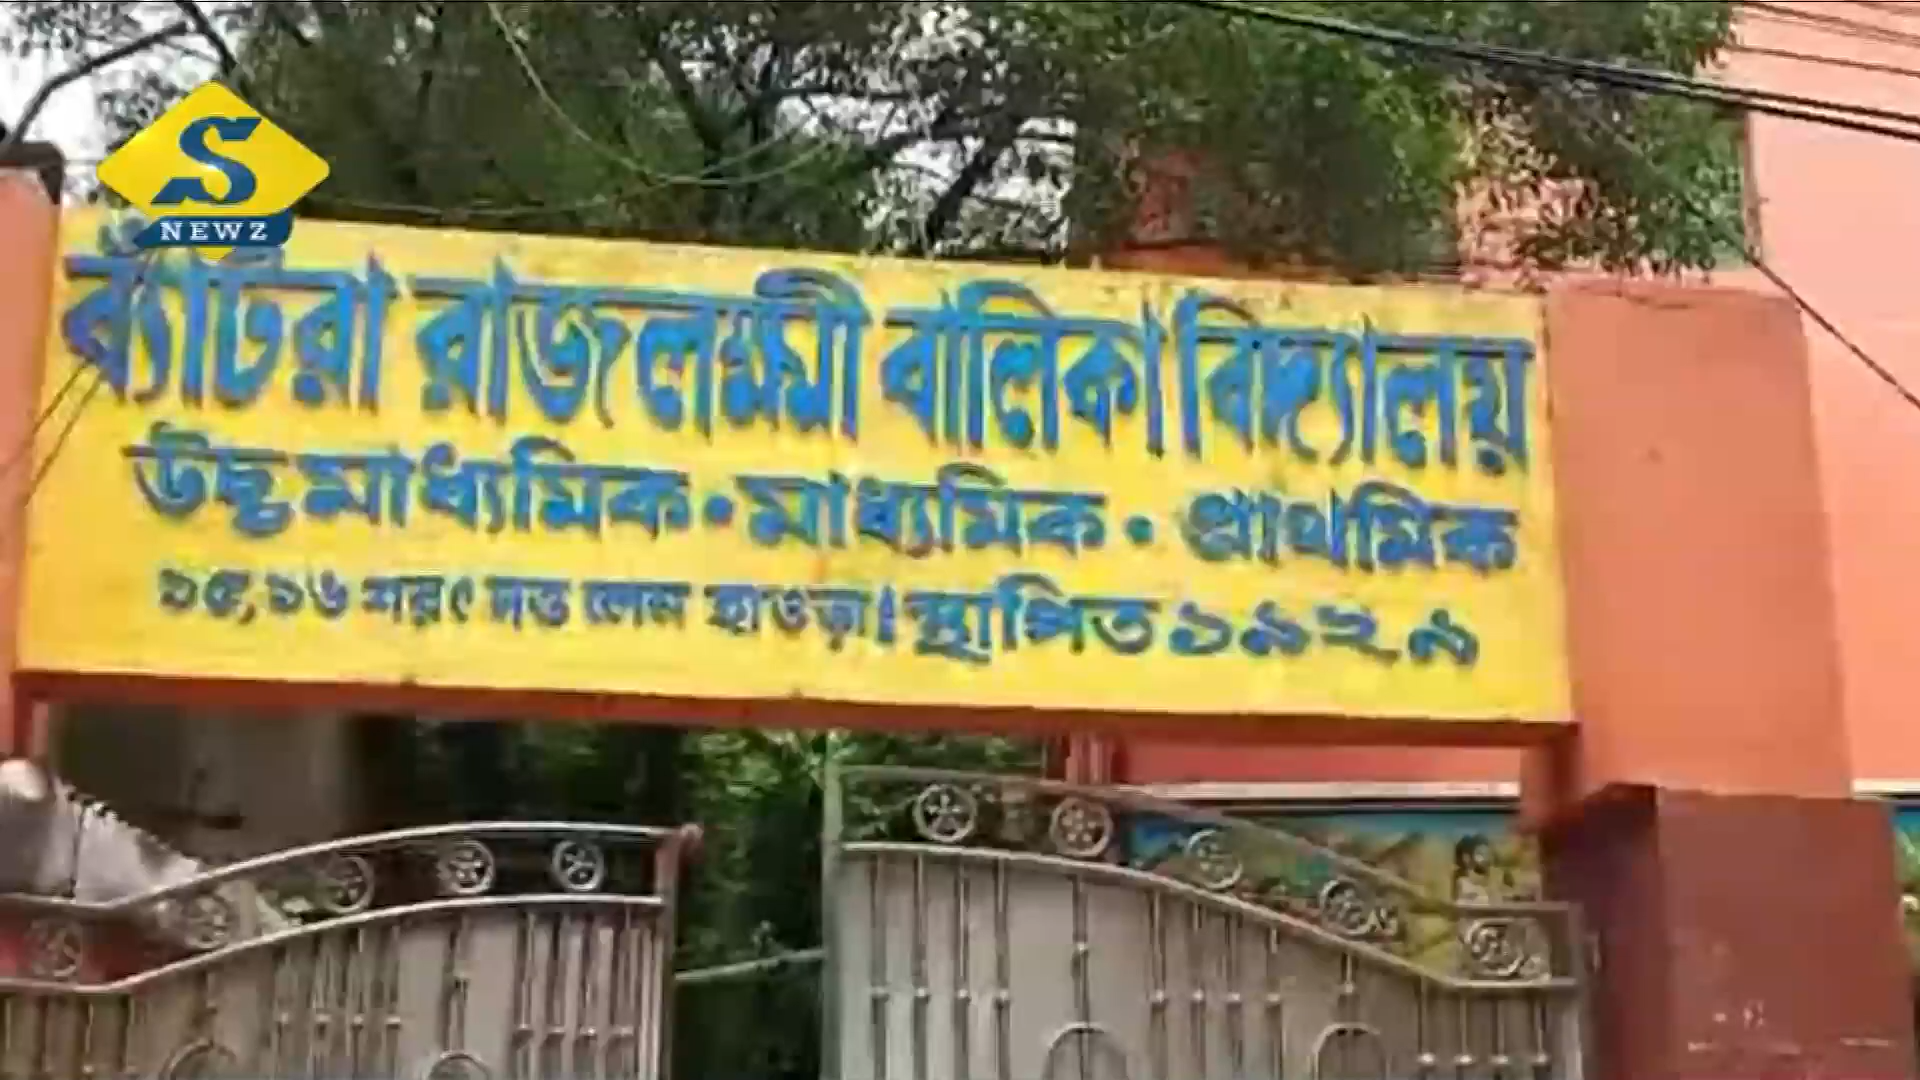 S
NEWZ
ব্যাঁটরা রাজলক্ষ্মী বালিকা বিদ্যালয়
উচ্চ মাধ্যমিক • মাধ্যমিক • প্রাথমিক
১৫,১৬ শরৎ দত্ত লেন হাওড়া। স্থাপিত ১৯২৯